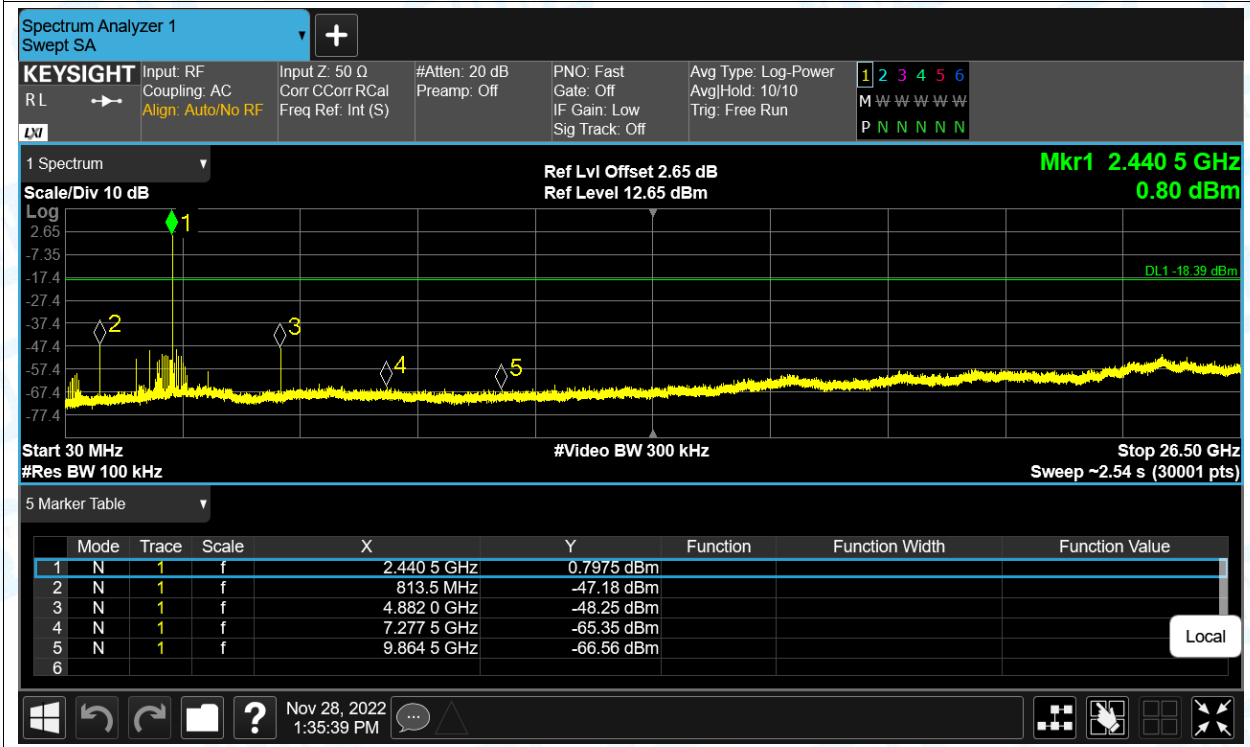 Spectrum Analyzer 1
Swept SA
+
KEYSIGHT
R L
LXI
Input: RF
Coupling: AC
Align: Auto/No RF
Input Z: 50 Ω
Corr CCorr RCal
Freq Ref: Int (S)
#Atten: 20 dB
Preamp: Off
PNO: Fast
Gate: Off
IF Gain: Low
Sig Track: Off
Avg Type: Log-Power
Avg|Hold: 10/10
Trig: Free Run
1 2 3 4 5 6
M W W W W W
P N N N N N
1 Spectrum
Scale/Div 10 dB
Ref Lvl Offset 2.65 dB
Ref Level 12.65 dBm
Mkr1 2.440 5 GHz
0.80 dBm
Log
2.65
-7.35
-17.4
-27.4
-37.4
-47.4
-57.4
-67.4
-77.4
1
2
3
4
5
DL1 -18.39 dBm
Start 30 MHz
#Video BW 300 kHz
Stop 26.50 GHz
#Res BW 100 kHz
Sweep ~2.54 s (30001 pts)
5 Marker Table
Mode Trace Scale X Y Function Function Width Function Value
1 N 1 f 2.440 5 GHz 0.7975 dBm
2 N 1 f 813.5 MHz -47.18 dBm
3 N 1 f 4.882 0 GHz -48.25 dBm
4 N 1 f 7.277 5 GHz -65.35 dBm
5 N 1 f 9.864 5 GHz -66.56 dBm
6
Local
?
Nov 28, 2022
1:35:39 PM